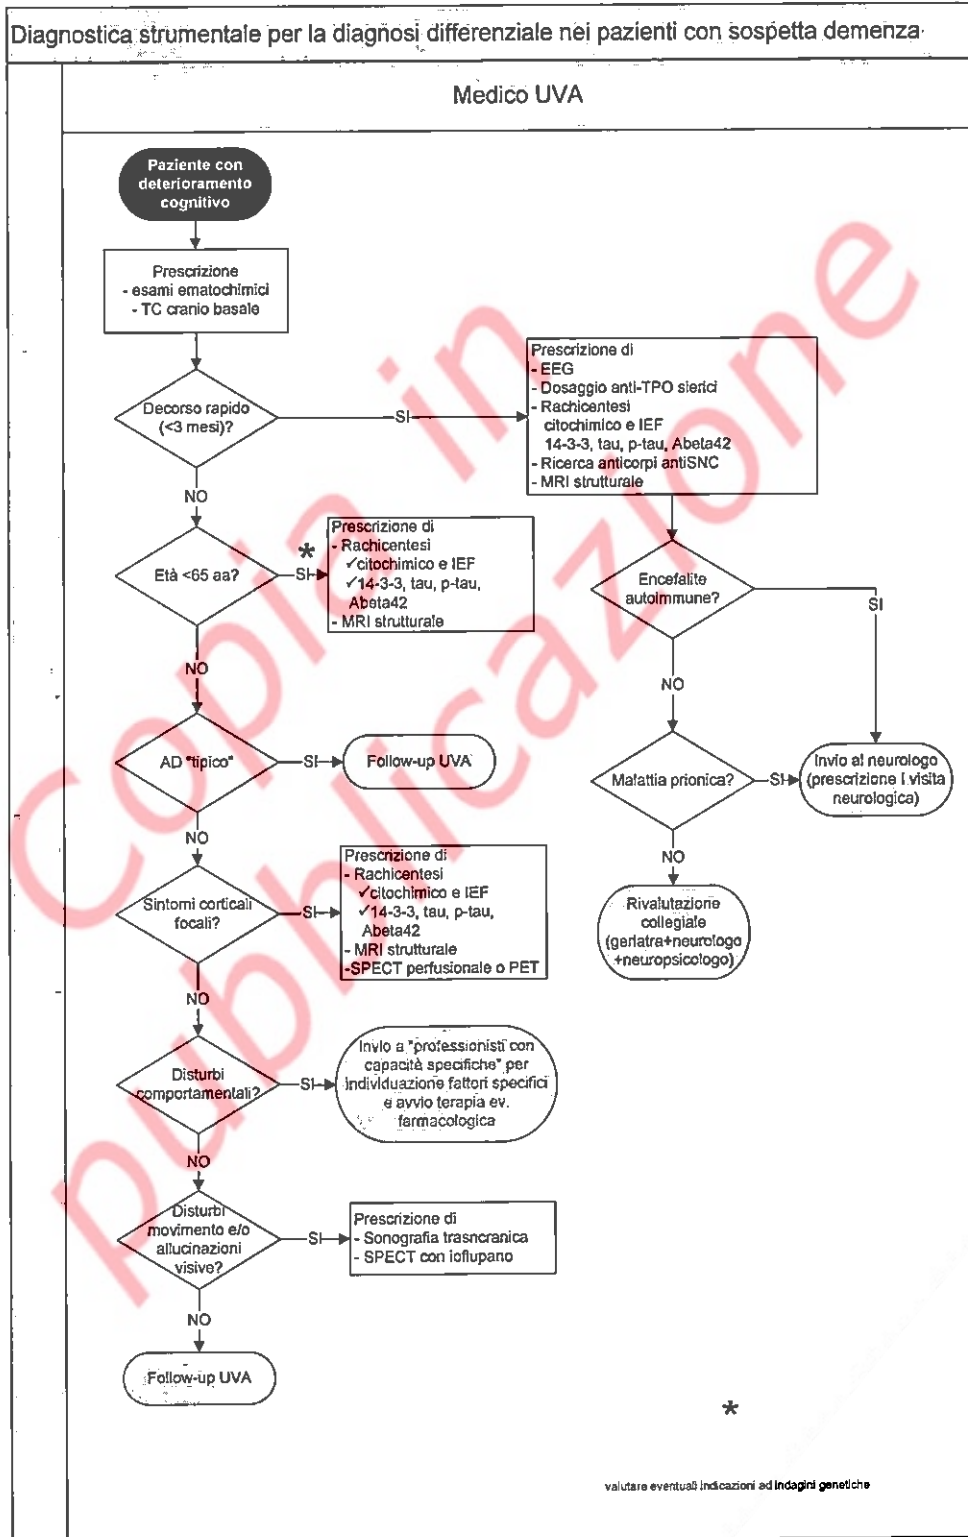 Diagnostica strumentale per la diagnosi differenziale nei pazienti con sospetta demenza
Medico UVA
Paziente con
deterioramento
cognitivo
Prescrizione
- esami ematochimici
- TC cranio basale
Decorso rapido
(<3 mesi)?
SI
Prescrizione di
- EEG
- Dosaggio anti-TPO sierici
- Rachicentesi
citochimico e IEF
14-3-3, tau, p-tau, Abeta42
- Ricerca anticorpi antiSNC
- MRI strutturale
NO
Età <65 aa?
*
SI
Prescrizione di
- Rachicentesi
✓citochimico e IEF
✓14-3-3, tau, p-tau,
Abeta42
- MRI strutturale
Encefalite
autoimmune?
SI
NO
NO
AD "tipico"
SI
Follow-up UVA
Malattia prionica?
SI
Invio al neurologo
(prescrizione I visita
neurologica)
NO
NO
Sintomi corticali
focali?
SI
Prescrizione di
- Rachicentesi
✓citochimico e IEF
✓14-3-3, tau, p-tau,
Abeta42
- MRI strutturale
-SPECT perfusionale o PET
Rivalutazione
collegiale
(geriatra+neurologo
+neuropsicologo)
NO
Disturbi
comportamentali?
SI
Invio a "professionisti con
capacità specifiche" per
individuazione fattori specifici
e avvio terapia ev.
farmacologica
NO
Disturbi
movimento e/o
allucinazioni
visive?
SI
Prescrizione di
- Sonografia trasncranica
- SPECT con ioflupano
NO
Follow-up UVA
*
valutare eventuali indicazioni ad indagini genetiche
Copia in
pubblicazione